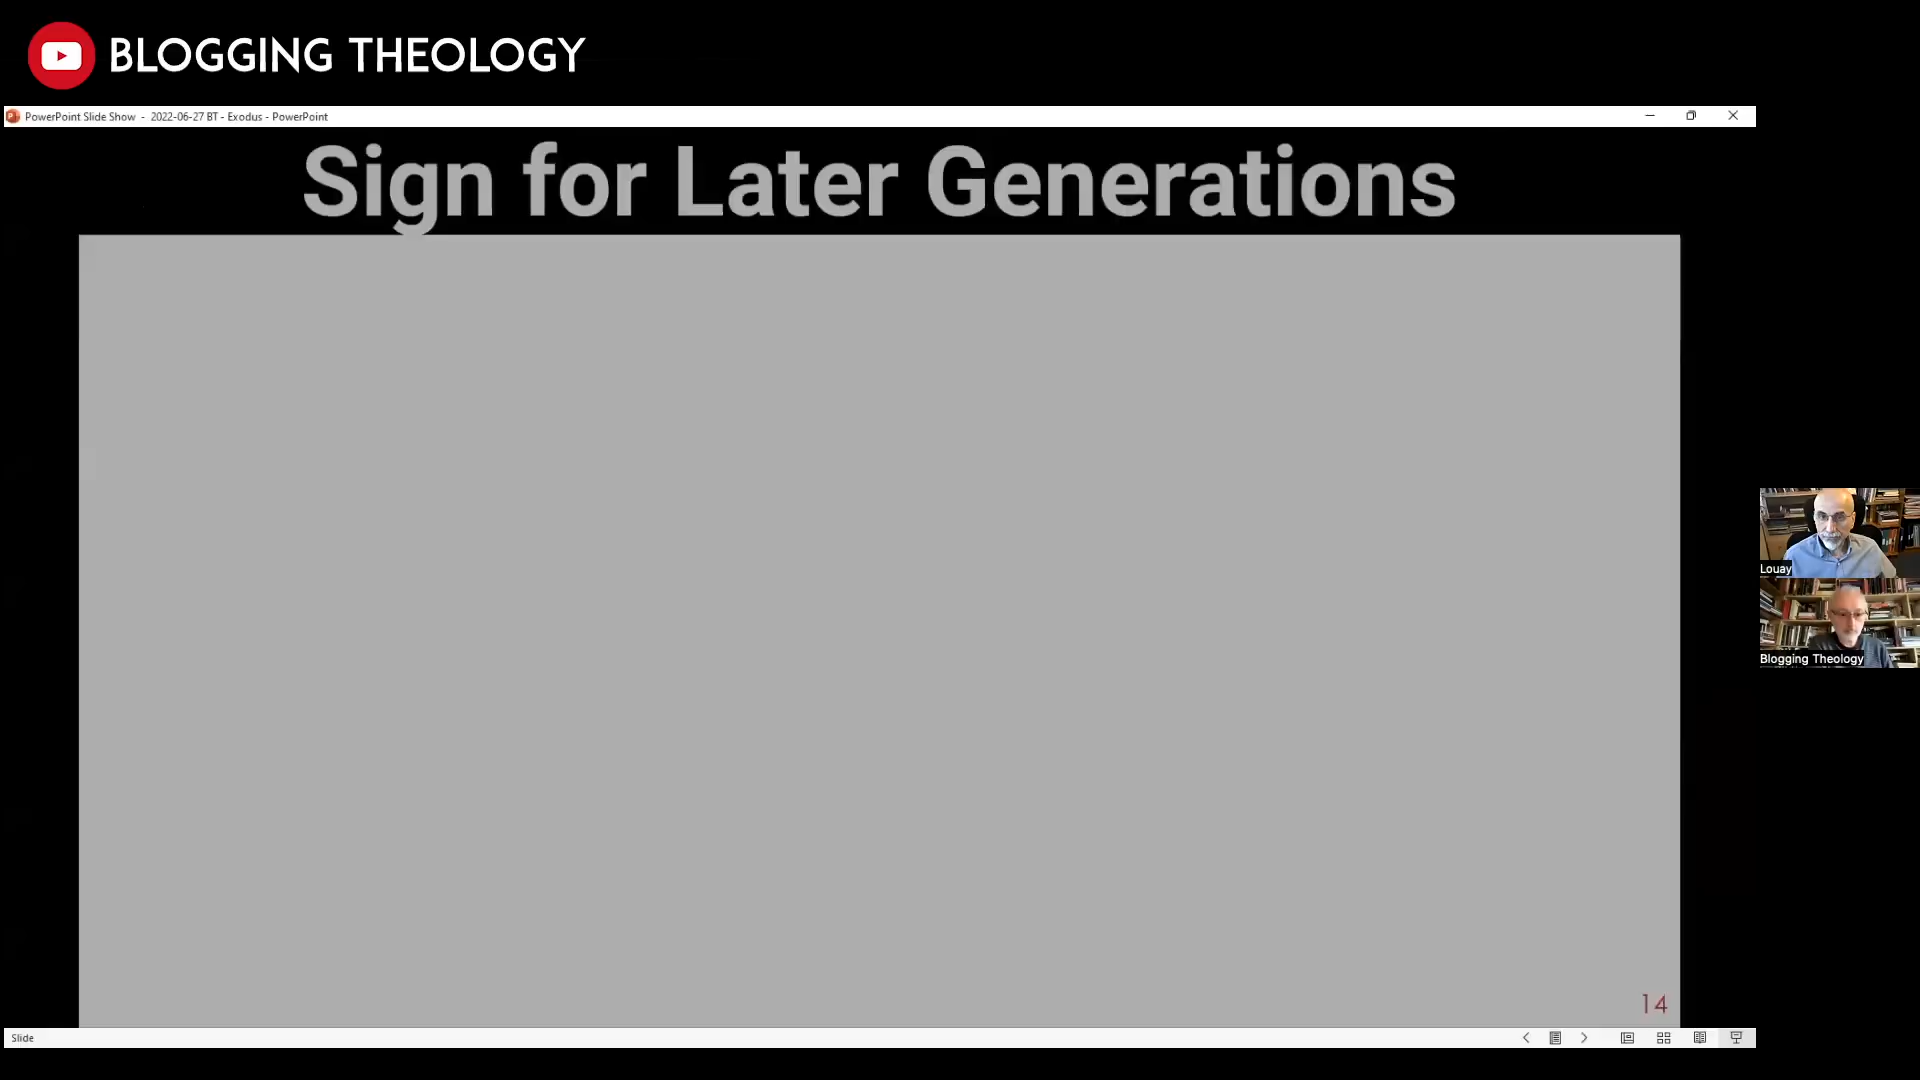 BLOGGING THEOLOGY
PowerPoint Slide Show - 2022-06-27 BT - Exodus - PowerPoint
Sign for Later Generations
Louay
Blogging Theology
14
Slide